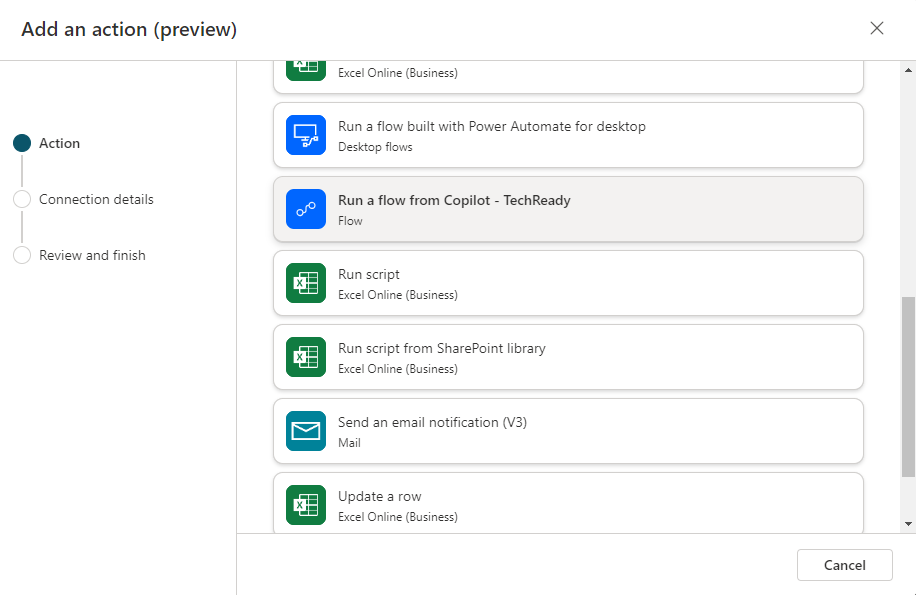 Add an action (preview)
Action
Connection details
Review and finish
Excel Online (Business)
Run a flow built with Power Automate for desktop
Desktop flows
Run a flow from Copilot - TechReady
Flow
Run script
Excel Online (Business)
Run script from SharePoint library
Excel Online (Business)
Send an email notification (V3)
Mail
Update a row
Excel Online (Business)
Cancel